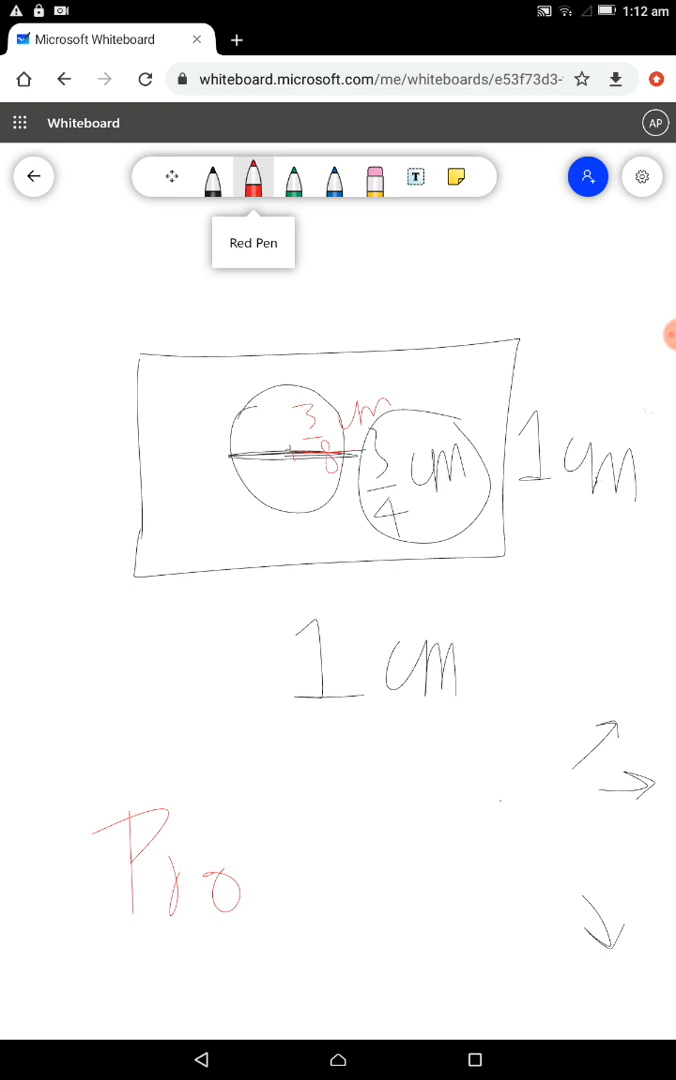 1:12 am
Microsoft Whiteboard
whiteboard.microsoft.com/me/whiteboards/e53f73d3-
Whiteboard
AP
T
Red Pen
3/8 cm
3/4 cm
1 cm
1 cm
Pro